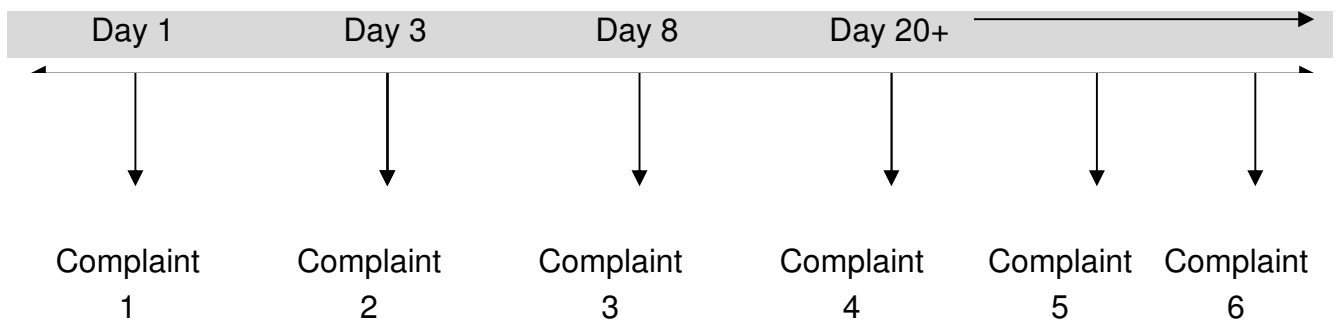 Day 1 Day 3 Day 8 Day 20+
Complaint Complaint Complaint Complaint Complaint Complaint
1 2 3 4 5 6